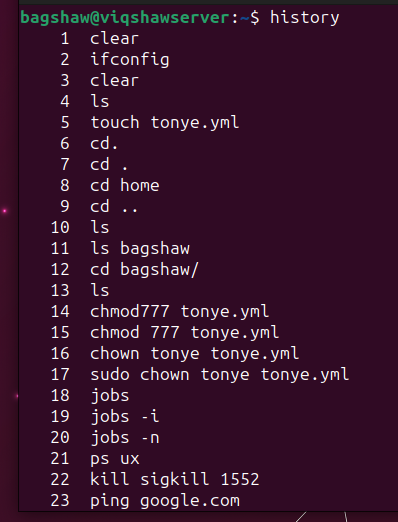 bagshaw@viqshawserver:~$ history
1 clear
2 ifconfig
3 clear
4 ls
5 touch tonye.yml
6 cd.
7 cd .
8 cd home
9 cd ..
10 ls
11 ls bagshaw
12 cd bagshaw/
13 ls
14 chmod777 tonye.yml
15 chmod 777 tonye.yml
16 chown tonye tonye.yml
17 sudo chown tonye tonye.yml
18 jobs
19 jobs -i
20 jobs -n
21 ps ux
22 kill sigkill 1552
23 ping google.com